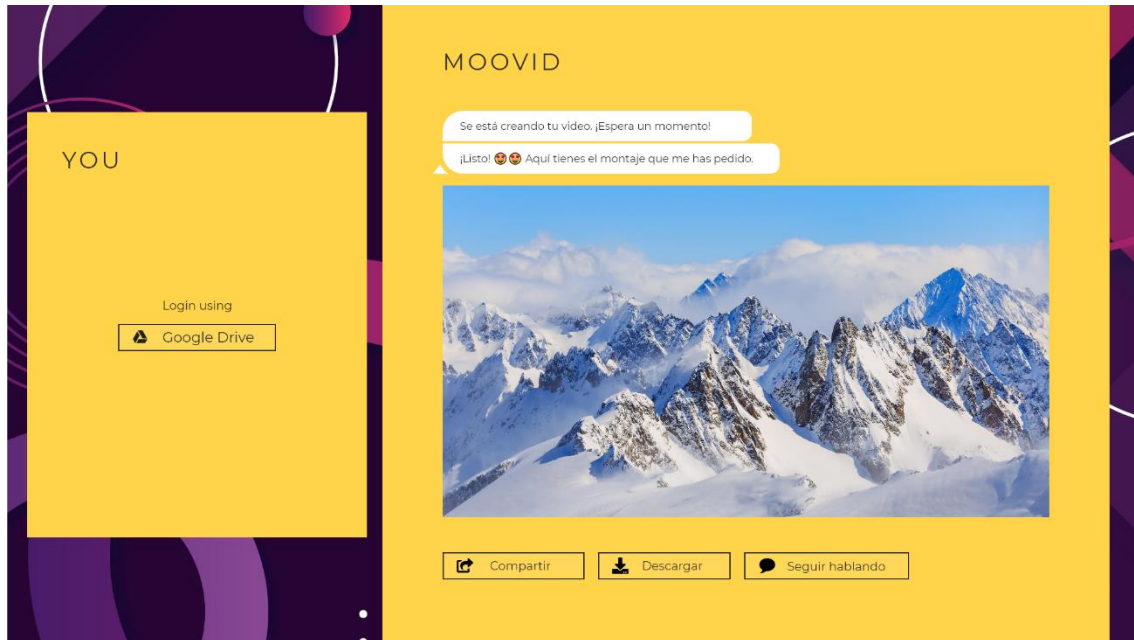 YOU
Login using
Google Drive
MOOVID
Se está creando tu video. ¡Espera un momento!
¡Listo! 😍😍 Aquí tienes el montaje que me has pedido.
Compartir
Descargar
Seguir hablando